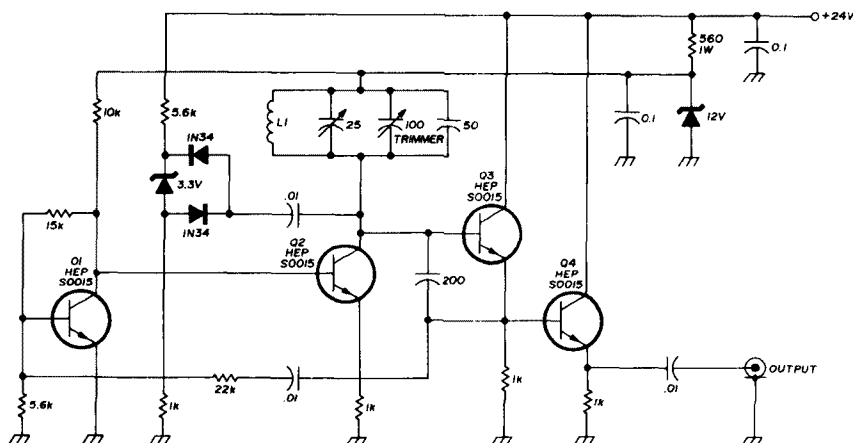 +24V
560
1W
0.1
10k
5.6k
L1
25
100
TRIMMER
50
0.1
12V
1N34
3.3V
1N34
.01
Q3
HEP
S0015
15k
Q1
HEP
S0015
Q2
HEP
S0015
200
Q4
HEP
S0015
22k
.01
5.6k
1k
1k
1k
1k
.01
OUTPUT